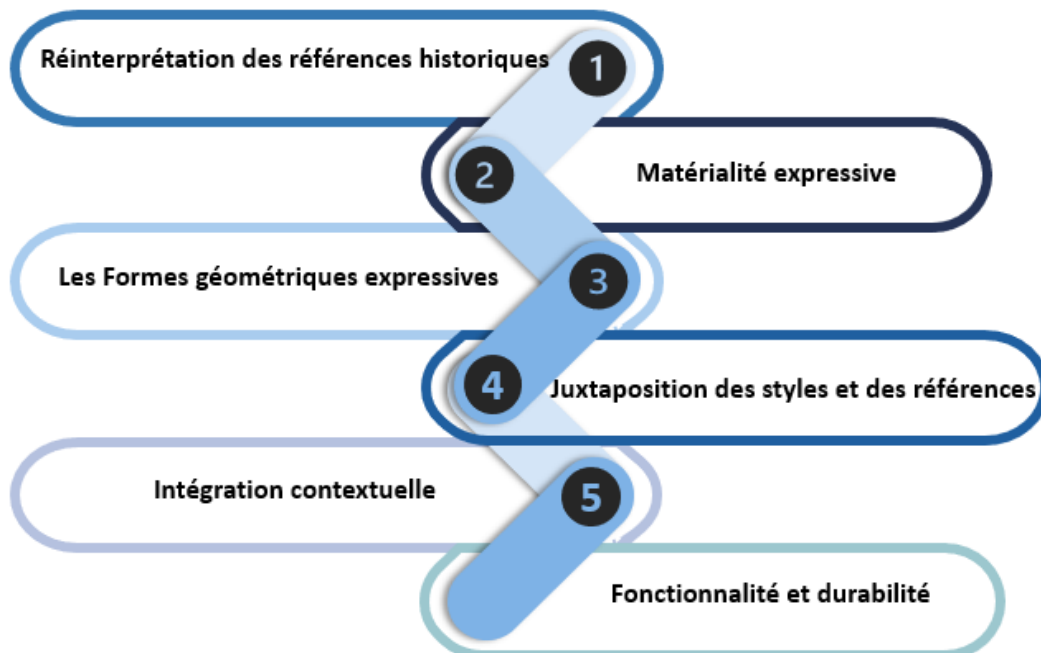 Réinterprétation des références historiques
1
2
Matérialité expressive
Les Formes géométriques expressives
3
4
Juxtaposition des styles et des références
Intégration contextuelle
5
Fonctionnalité et durabilité